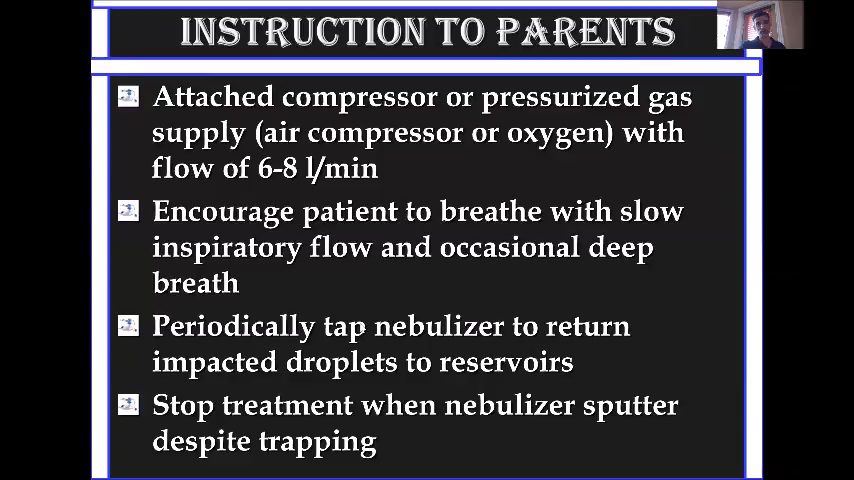 INSTRUCTION TO PARENTS
Attached compressor or pressurized gas
supply (air compressor or oxygen) with
flow of 6-8 l/min
Encourage patient to breathe with slow
inspiratory flow and occasional deep
breath
Periodically tap nebulizer to return
impacted droplets to reservoirs
Stop treatment when nebulizer sputter
despite trapping